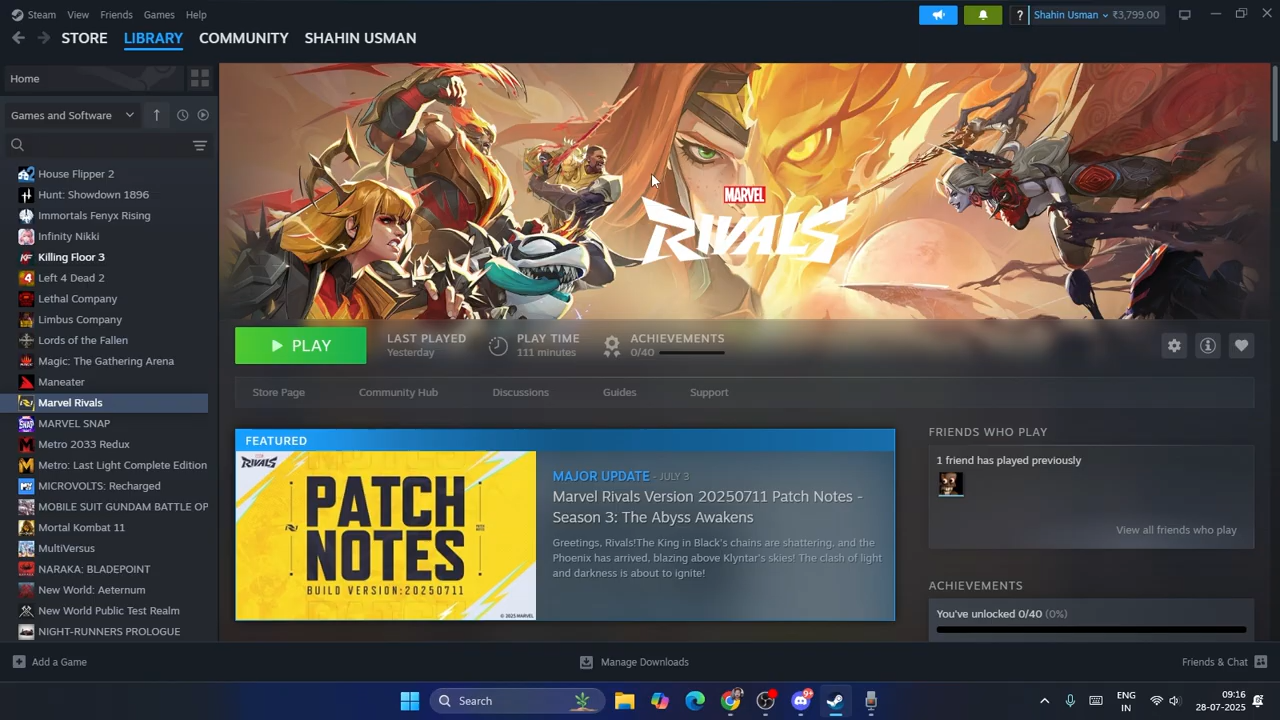 Steam View Friends Games Help
? Shahin Usman ₹3,799.00
STORE LIBRARY COMMUNITY SHAHIN USMAN
Home
Games and Software
House Flipper 2
Hunt: Showdown 1896
Immortals Fenyx Rising
Infinity Nikki
Killing Floor 3
Left 4 Dead 2
Lethal Company
Limbus Company
Lords of the Fallen
Magic: The Gathering Arena
Maneater
Marvel Rivals
MARVEL SNAP
Metro 2033 Redux
Metro: Last Light Complete Edition
MICROVOLTS: Recharged
MOBILE SUIT GUNDAM BATTLE OP
Mortal Kombat 11
MultiVersus
NARAKA: BLADEPOINT
New World: Aeternum
New World Public Test Realm
NIGHT-RUNNERS PROLOGUE
MARVEL
RIVALS
PLAY
LAST PLAYED
Yesterday
PLAY TIME
111 minutes
ACHIEVEMENTS
0/40
Store Page Community Hub Discussions Guides Support
FEATURED
RIVALS
PATCH
NOTES
BUILD VERSION:20250711
© 2025 MARVEL
MAJOR UPDATE - JULY 3
Marvel Rivals Version 20250711 Patch Notes -
Season 3: The Abyss Awakens
Greetings, Rivals!The King in Black's chains are shattering, and the
Phoenix has arrived, blazing above Klyntar's skies! The clash of light
and darkness is about to ignite!
FRIENDS WHO PLAY
1 friend has played previously
View all friends who play
ACHIEVEMENTS
You've unlocked 0/40 (0%)
Add a Game
Manage Downloads
Friends & Chat
Search
9+
ENG
IN
09:16
28-07-2025